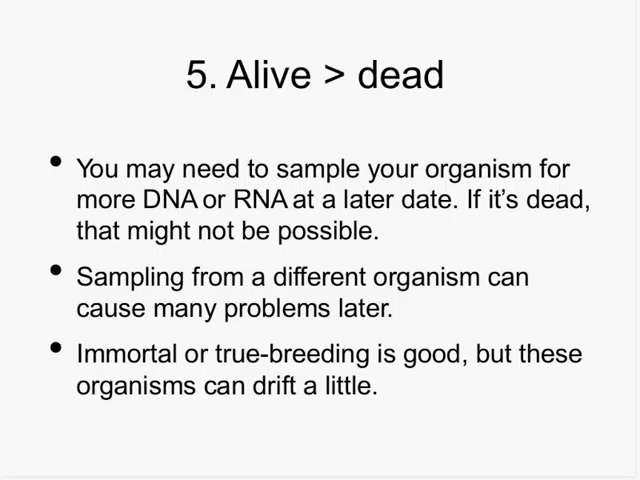 5. Alive > dead
• You may need to sample your organism for
more DNA or RNA at a later date. If it’s dead,
that might not be possible.
• Sampling from a different organism can
cause many problems later.
• Immortal or true-breeding is good, but these
organisms can drift a little.